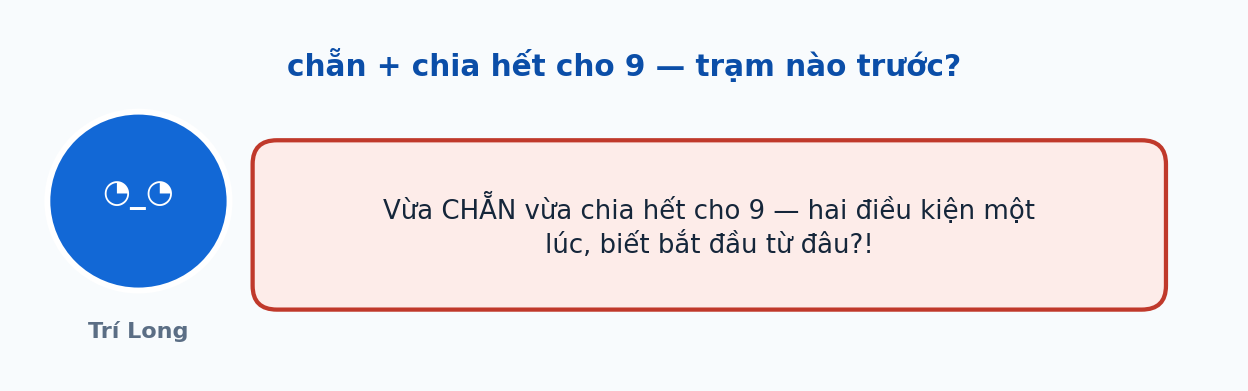 chẵn + chia hết cho 9 — trạm nào trước?
Vừa CHẴN vừa chia hết cho 9 — hai điều kiện một
lúc, biết bắt đầu từ đâu?!
◔_◔
Trí Long